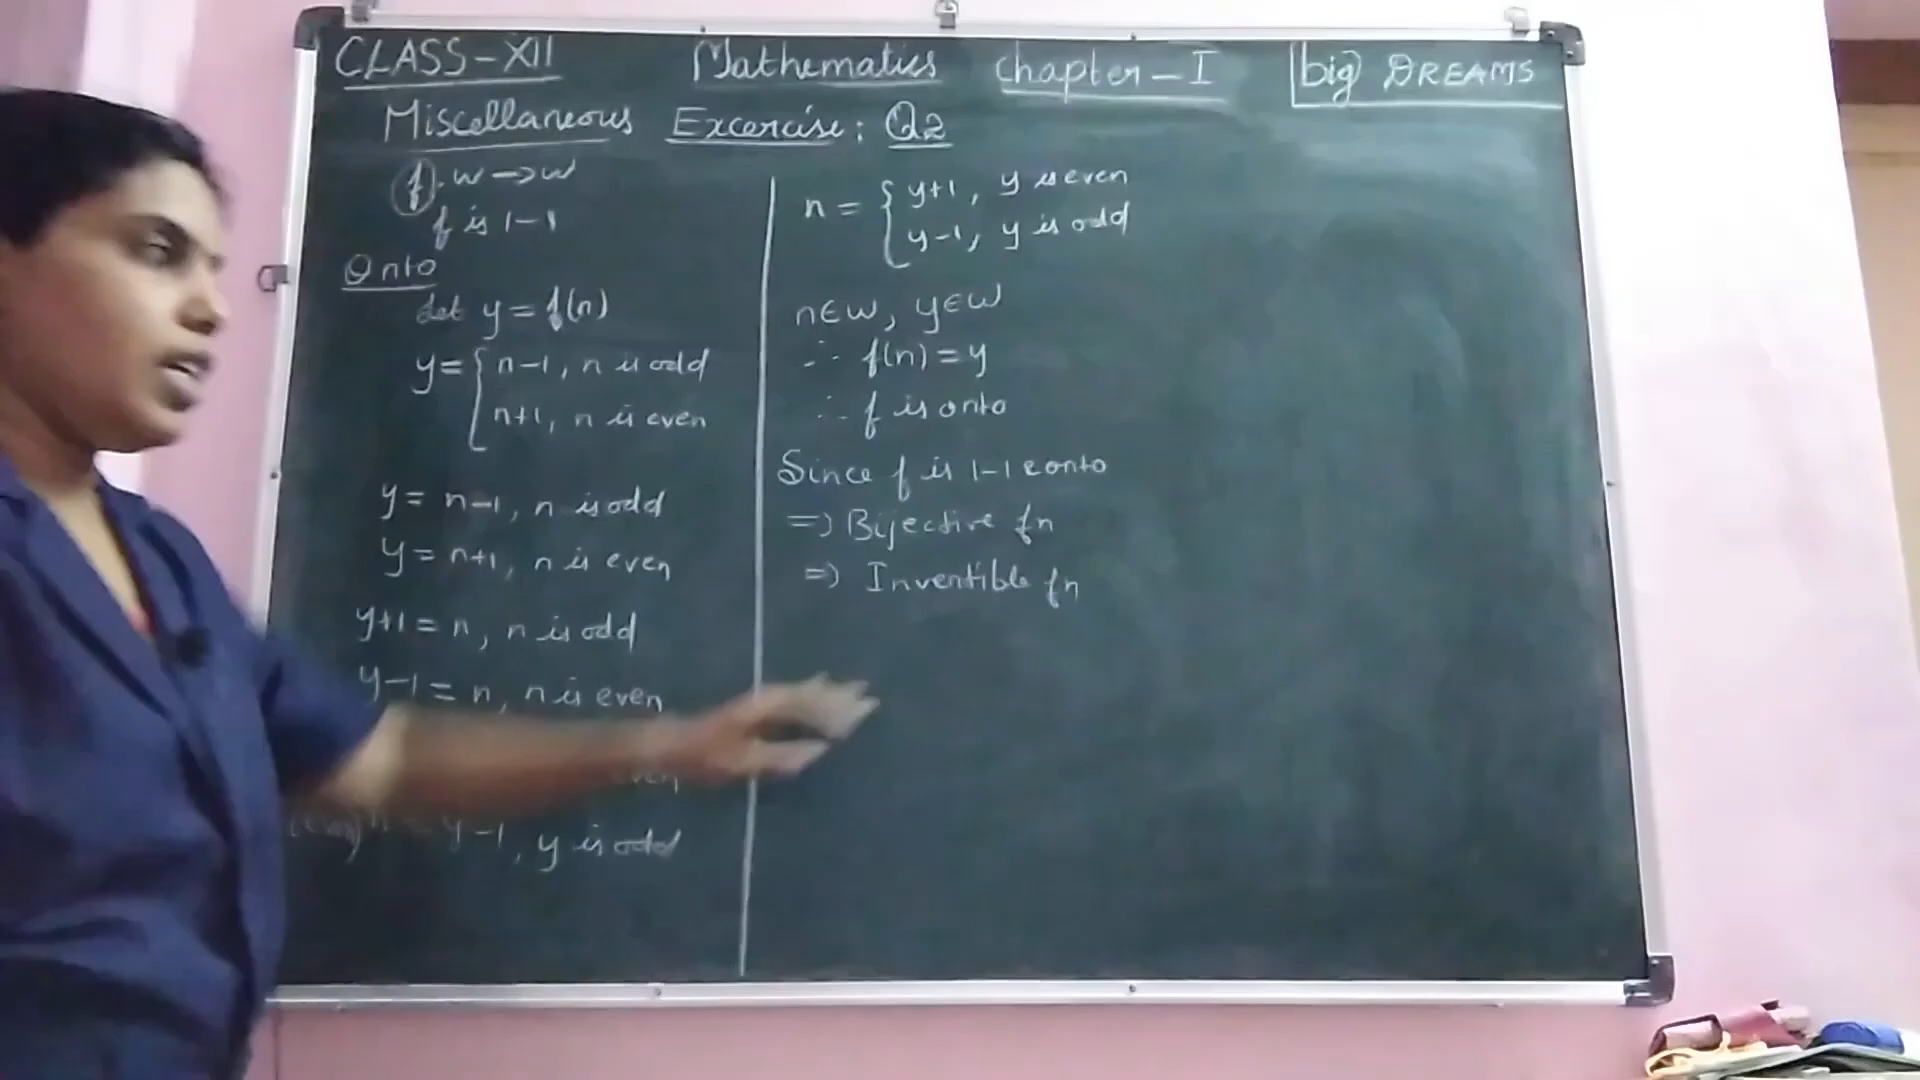 CLASS-XII Mathematics Chapter-I big DREAMS
Miscellaneous Excercise: Q2
f: W→W
f is 1-1
Onto
Let y = f(n)
y = { n-1, n is odd
n+1, n is even
y = n-1, n is odd
y = n+1, n is even
y+1 = n, n is odd
y-1 = n, n is even
even
n = y-1, y is odd
n = { y+1, y is even
y-1, y is odd
n∈W, y∈W
∴ f(n) = y
∴ f is onto
Since f is 1-1 & onto
=> Bijective fn
=> Invertible fn